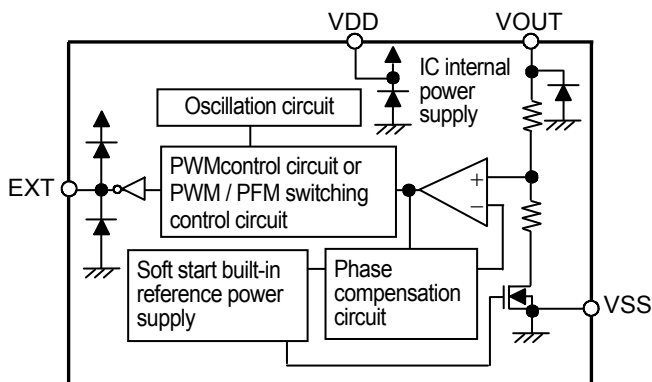 VDD
VOUT
IC internal
power
supply
Oscillation circuit
PWMcontrol circuit or
PWM / PFM switching
control circuit
EXT
+
−
Soft start built-in
reference power
supply
Phase
compensation
circuit
VSS